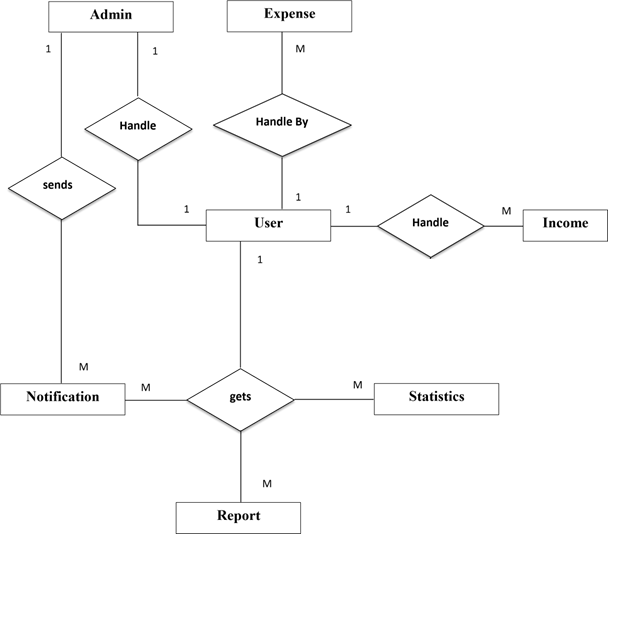 Admin
Expense
1
1
M
Handle
Handle By
sends
1
1
1
M
User
Handle
Income
1
M
M
M
Notification
gets
Statistics
M
Report